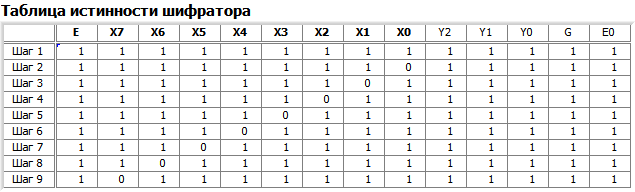 Таблица истинности шифратора
E X7 X6 X5 X4 X3 X2 X1 X0 Y2 Y1 Y0 G E0
Шаг 1 1 1 1 1 1 1 1 1 1 1 1 1 1 1
Шаг 2 1 1 1 1 1 1 1 1 0 1 1 1 1 1
Шаг 3 1 1 1 1 1 1 1 0 1 1 1 1 1 1
Шаг 4 1 1 1 1 1 1 0 1 1 1 1 1 1 1
Шаг 5 1 1 1 1 1 0 1 1 1 1 1 1 1 1
Шаг 6 1 1 1 1 0 1 1 1 1 1 1 1 1 1
Шаг 7 1 1 1 0 1 1 1 1 1 1 1 1 1 1
Шаг 8 1 1 0 1 1 1 1 1 1 1 1 1 1 1
Шаг 9 1 0 1 1 1 1 1 1 1 1 1 1 1 1